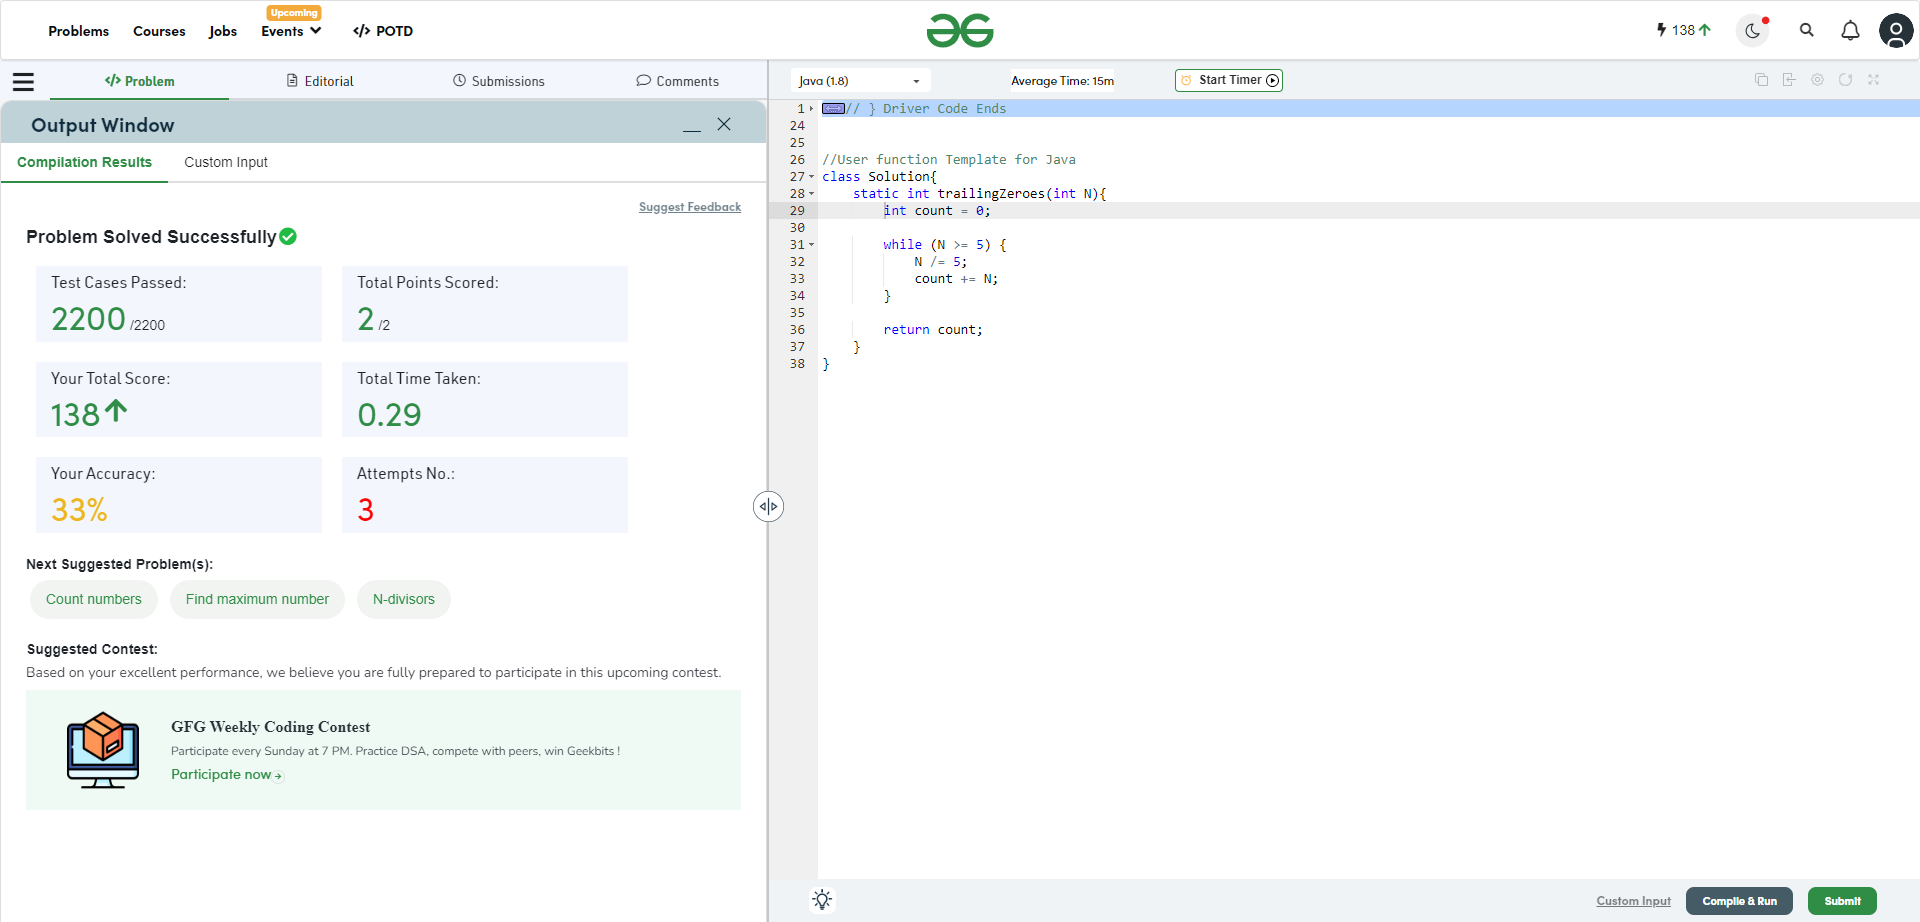 Problems Courses Jobs Upcoming Events </> POTD
138
</> Problem Editorial Submissions Comments
Output Window
Compilation Results Custom Input
Suggest Feedback
Problem Solved Successfully
Test Cases Passed:
2200 /2200
Total Points Scored:
2 /2
Your Total Score:
138
Total Time Taken:
0.29
Your Accuracy:
33%
Attempts No.:
3
Next Suggested Problem(s):
Count numbers Find maximum number N-divisors
Suggested Contest:
Based on your excellent performance, we believe you are fully prepared to participate in this upcoming contest.
GFG Weekly Coding Contest
Participate every Sunday at 7 PM. Practice DSA, compete with peers, win Geekbits !
Participate now
Java (1.8) Average Time: 15m Start Timer
1 // } Driver Code Ends
24
25
26 //User function Template for Java
27 class Solution{
28 static int trailingZeroes(int N){
29 int count = 0;
30
31 while (N >= 5) {
32 N /= 5;
33 count += N;
34 }
35
36 return count;
37 }
38 }
Custom Input Compile & Run Submit